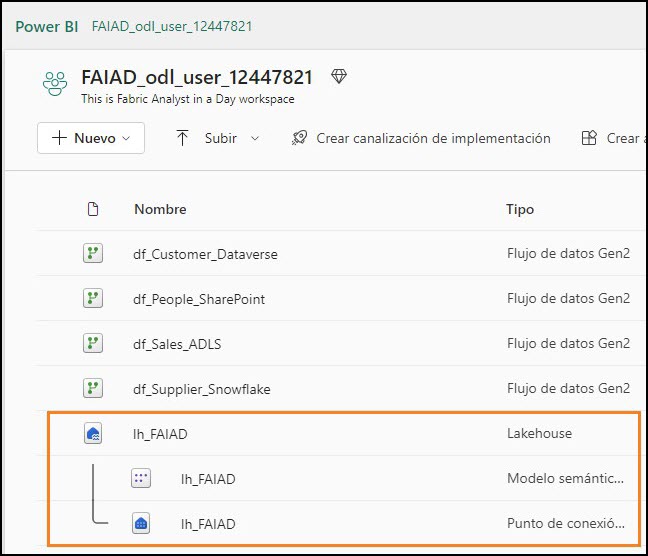 Power BI FAIAD_odl_user_12447821
FAIAD_odl_user_12447821
This is Fabric Analyst in a Day workspace
Nuevo Subir Crear canalización de implementación Crear a
Nombre Tipo
df_Customer_Dataverse Flujo de datos Gen2
df_People_SharePoint Flujo de datos Gen2
df_Sales_ADLS Flujo de datos Gen2
df_Supplier_Snowflake Flujo de datos Gen2
lh_FAIAD Lakehouse
lh_FAIAD Modelo semántic...
lh_FAIAD Punto de conexió...